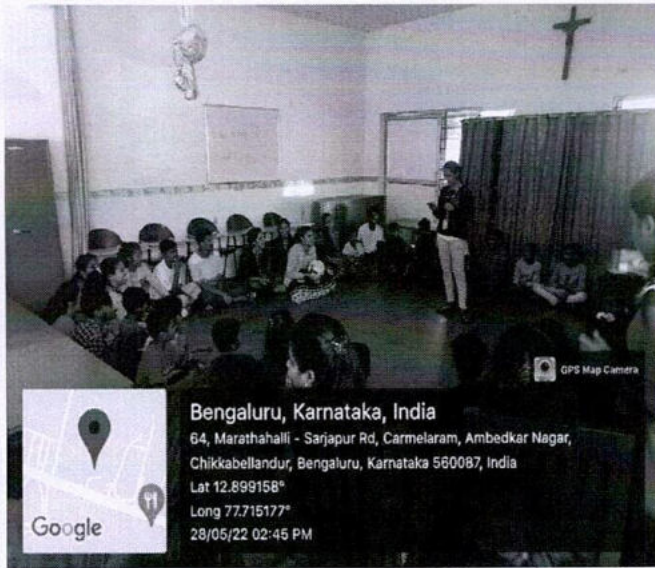 GPS Map Camera
Bengaluru, Karnataka, India
64, Marathahalli - Sarjapur Rd, Carmelaram, Ambedkar Nagar,
Chikkabellandur, Bengaluru, Karnataka 560087, India
Lat 12.899158°
Long 77.715177°
28/05/22 02:45 PM
Google